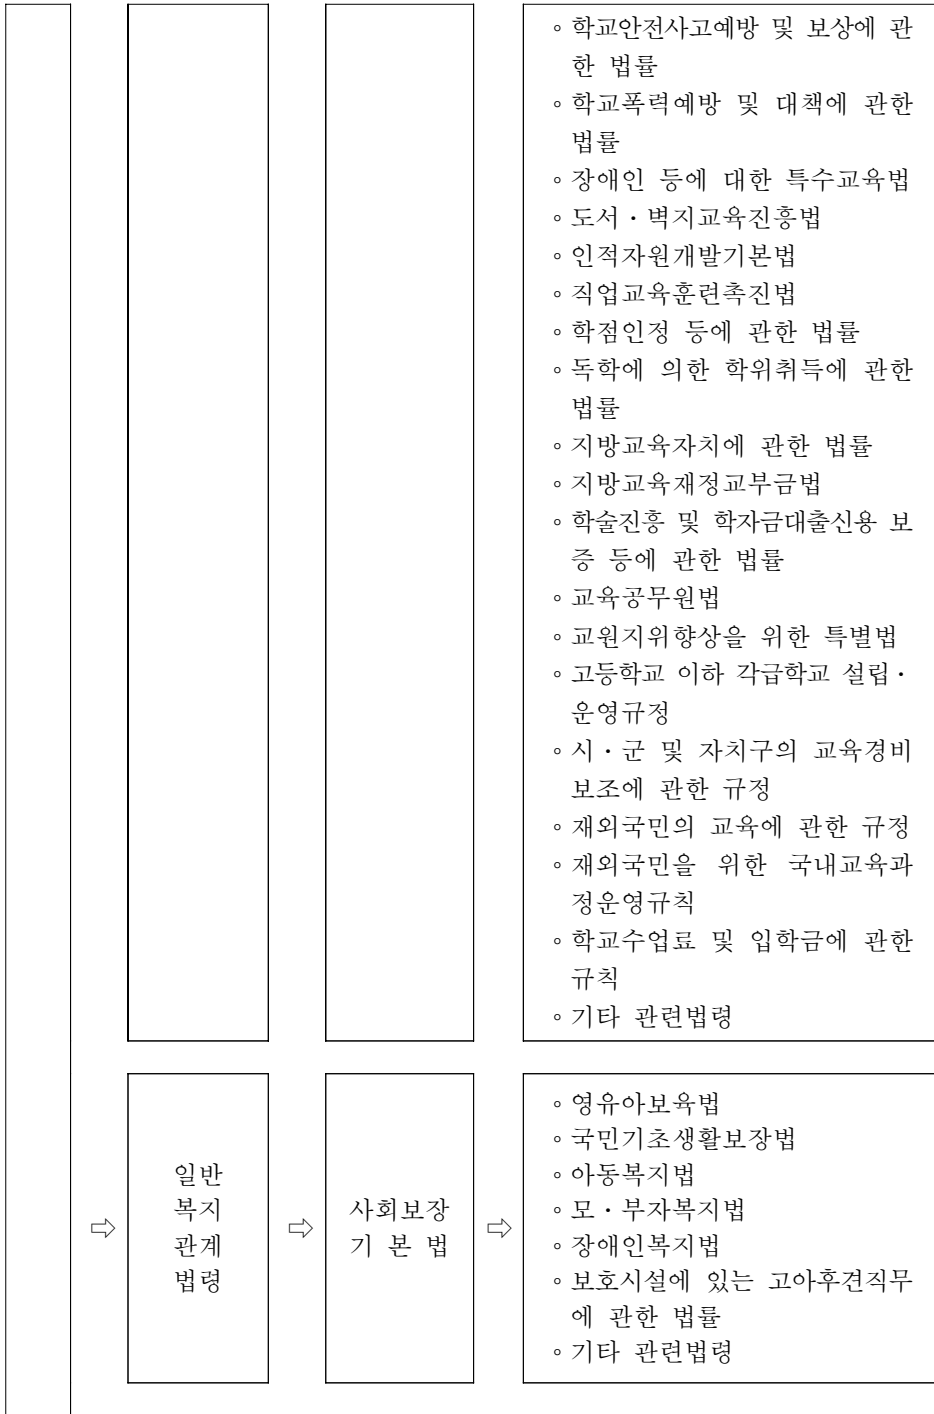 ◦학교안전사고예방 및 보상에 관
한 법률
◦학교폭력예방 및 대책에 관한
법률
◦장애인 등에 대한 특수교육법
◦도서・벽지교육진흥법
◦인적자원개발기본법
◦직업교육훈련촉진법
◦학점인정 등에 관한 법률
◦독학에 의한 학위취득에 관한
법률
◦지방교육자치에 관한 법률
◦지방교육재정교부금법
◦학술진흥 및 학자금대출신용 보
증 등에 관한 법률
◦교육공무원법
◦교원지위향상을 위한 특별법
◦고등학교 이하 각급학교 설립・
운영규정
◦시・군 및 자치구의 교육경비
보조에 관한 규정
◦재외국민의 교육에 관한 규정
◦재외국민을 위한 국내교육과
정운영규칙
◦학교수업료 및 입학금에 관한
규칙
◦기타 관련법령
⇨
일반
복지
관계
법령
⇨
사회보장
기 본 법
⇨
◦영유아보육법
◦국민기초생활보장법
◦아동복지법
◦모・부자복지법
◦장애인복지법
◦보호시설에 있는 고아후견직무
에 관한 법률
◦기타 관련법령